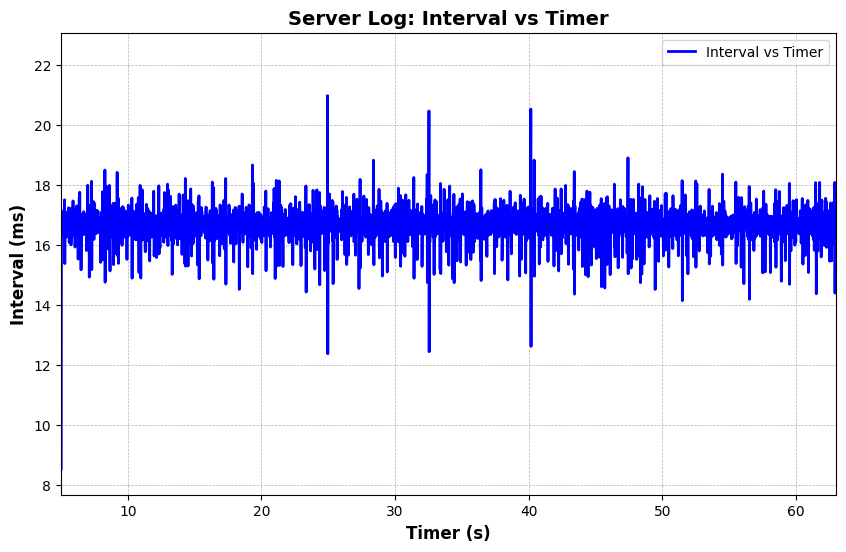 Server Log: Interval vs Timer
Interval vs Timer
22
20
18
16
14
12
10
8
Interval (ms)
10 20 30 40 50 60
Timer (s)